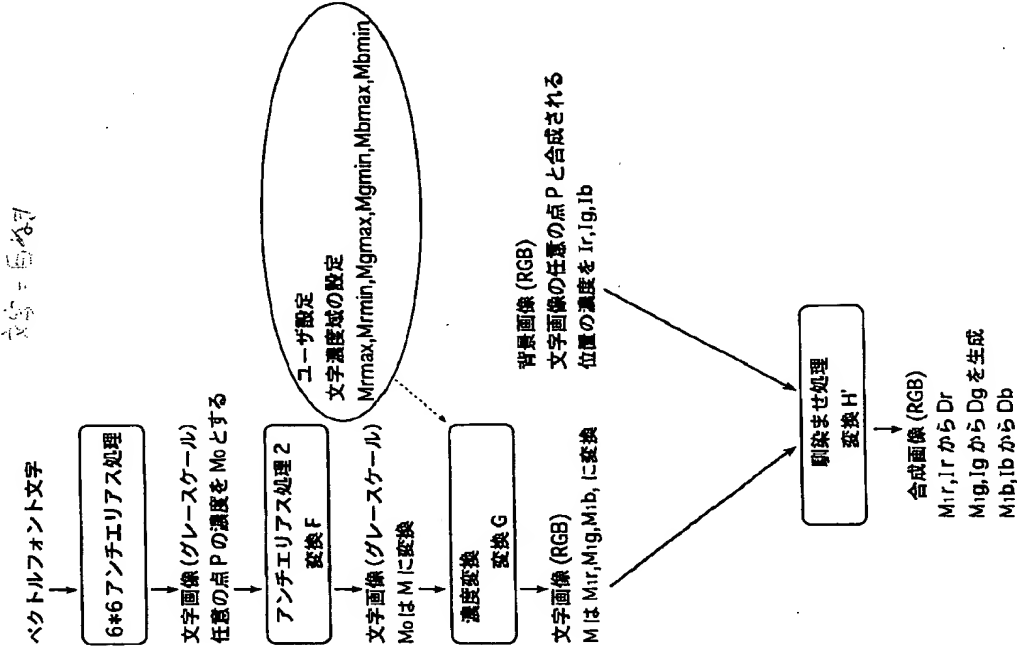 ベクトルフォント文字
6*6アンチエリアス処理
文字画像(グレースケール)
任意の点PのMoの濃度をMoとする
アンチエリアス処理2
変換F
文字画像(グレースケール)
MoはMに変換
ユーザ設定
文字濃度域の設定
Mrmax,Mrmin,Mgmax,Mgmin,Mbmax,Mbmin
濃度変換
変換G
文字画像(RGB)
MはM1r,M1g,M1b,に変換
背景画像(RGB)
文字画像の任意の点Pと合成される
位置の濃度をIr,Ig,Ib
馴染ませ処理
変換H'
合成画像(RGB)
M1r,IrからDr
M1g,IgからDgを生成
M1b,IbからDb